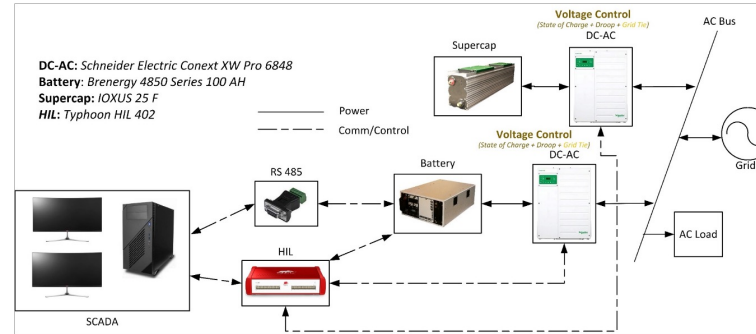 Voltage Control
(State of Charge + Droop + Grid Tie)
DC-AC
AC Bus
Supercap
DC-AC: Schneider Electric Conext XW Pro 6848
Battery: Brenergy 4850 Series 100 AH
Supercap: IOXUS 25 F
HIL: Typhoon HIL 402
Power
Comm/Control
Voltage Control
(State of Charge + Droop + Grid Tie)
DC-AC
Grid
RS 485
Battery
AC Load
HIL
SCADA